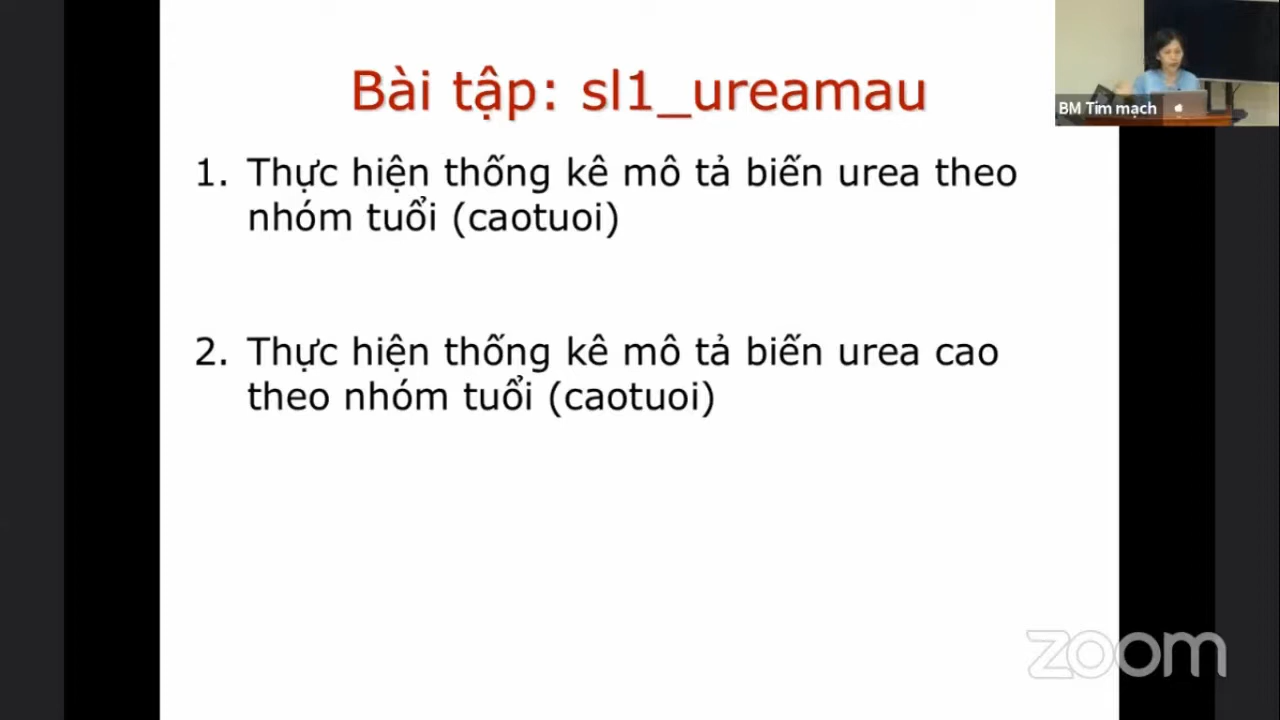 Bài tập: sl1_ureamau
BM Tim mạch
1. Thực hiện thống kê mô tả biến urea theo
nhóm tuổi (caotuoi)
2. Thực hiện thống kê mô tả biến urea cao
theo nhóm tuổi (caotuoi)
zoom